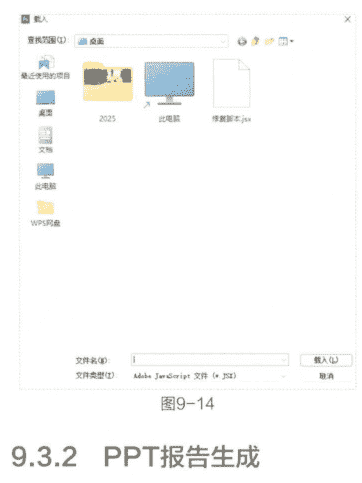 载入
查找范围(I): 桌面
最近使用的项目
桌面
文档
此电脑
WPS网盘
2025
此电脑
修复脚本.jsx
文件名(N):
载入(L)
文件类型(T): Adobe JavaScript 文件 (*.JSX)
取消
图9-14
9.3.2 PPT报告生成